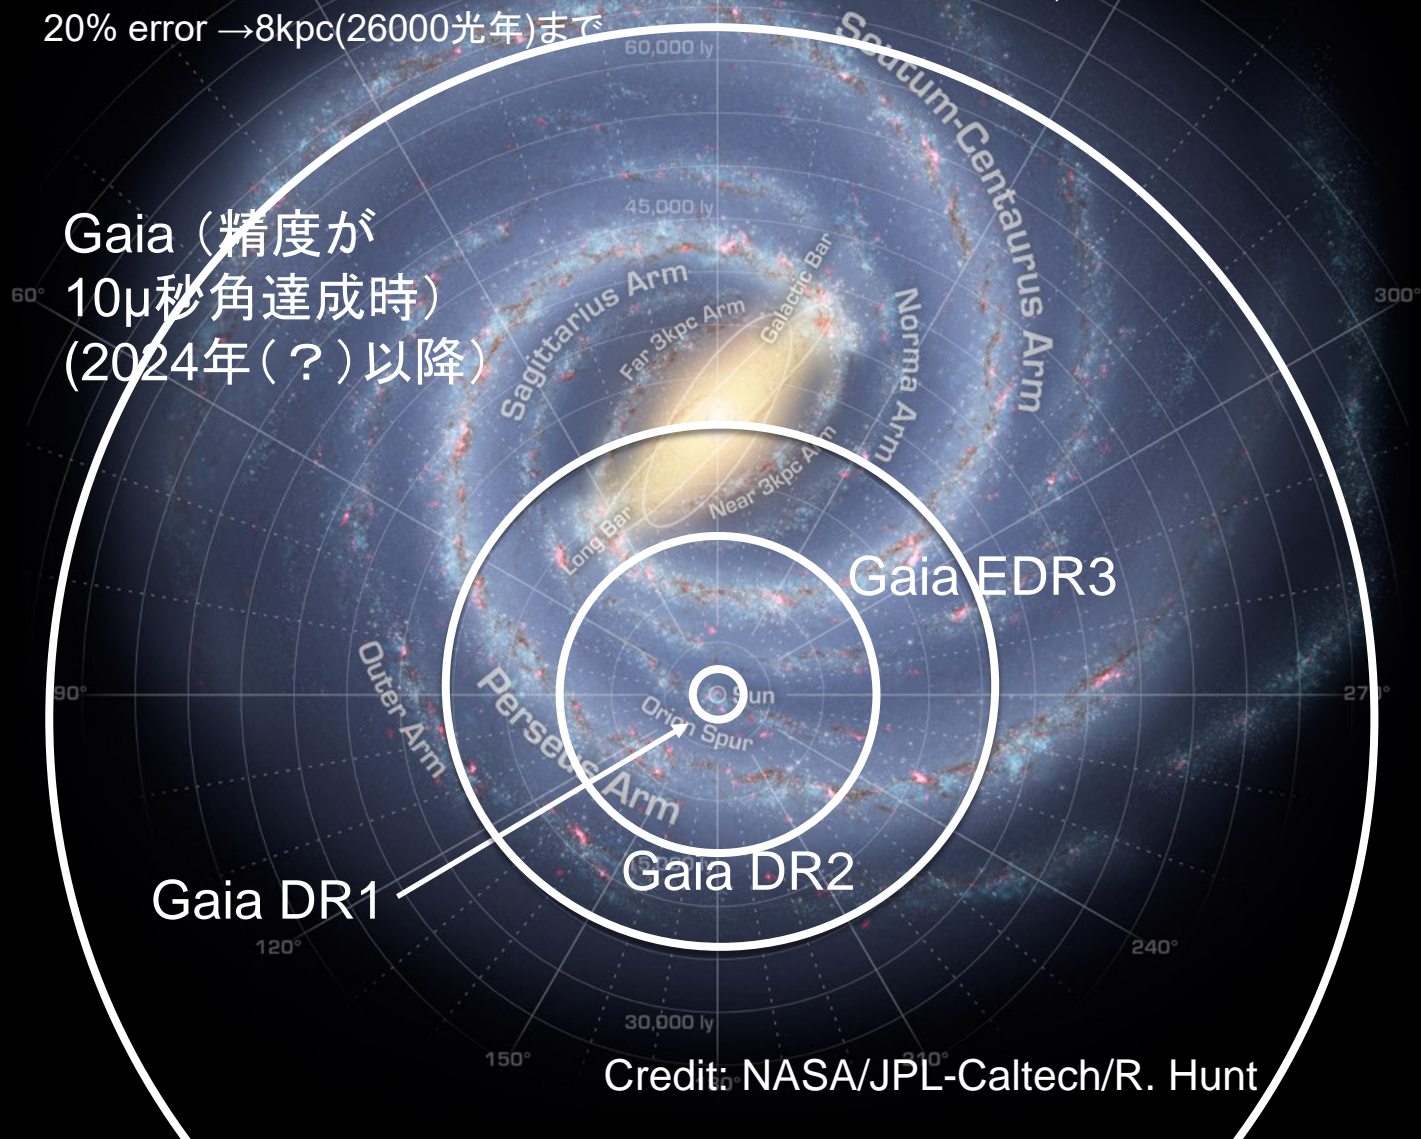 20% error →8kpc(26000光年)まで
60,000 ly
Scutum-Centaurus Arm
45,000 ly
Gaia（精度が
10μ秒角達成時）
(2024年（？）以降）
60°
300°
Sagittarius Arm
Far 3kpc Arm
Galactic Bar
Norma Arm
Near 3kpc Arm
Long Bar
Gaia EDR3
Outer Arm
Perseus Arm
90°
Sun
270°
Orion Spur
15,000 ly
Gaia DR2
Gaia DR1
120°
240°
30,000 ly
150°
210°
180°
Credit: NASA/JPL-Caltech/R. Hunt